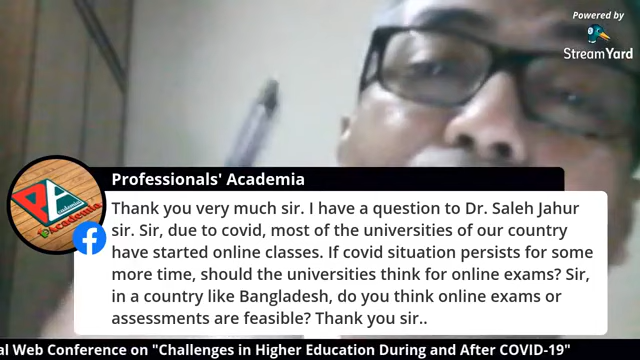 Powered by
StreamYard
Professionals' Academia
Thank you very much sir. I have a question to Dr. Saleh Jahur
sir. Sir, due to covid, most of the universities of our country
have started online classes. If covid situation persists for some
more time, should the universities think for online exams? Sir,
in a country like Bangladesh, do you think online exams or
assessments are feasible? Thank you sir..
al Web Conference on "Challenges in Higher Education During and After COVID-19"